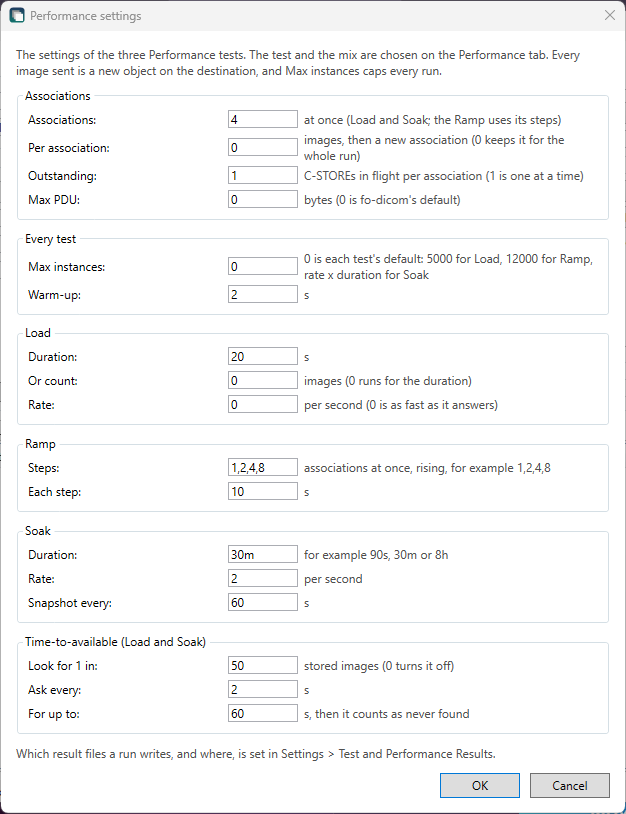 Performance settings
The settings of the three Performance tests. The test and the mix are chosen on the Performance tab. Every
image sent is a new object on the destination, and Max instances caps every run.
Associations
Associations: 4 at once (Load and Soak; the Ramp uses its steps)
Per association: 0 images, then a new association (0 keeps it for the
whole run)
Outstanding: 1 C-STOREs in flight per association (1 is one at a time)
Max PDU: 0 bytes (0 is fo-dicom's default)
Every test
Max instances: 0 0 is each test's default: 5000 for Load, 12000 for Ramp,
rate x duration for Soak
Warm-up: 2 s
Load
Duration: 20 s
Or count: 0 images (0 runs for the duration)
Rate: 0 per second (0 is as fast as it answers)
Ramp
Steps: 1,2,4,8 associations at once, rising, for example 1,2,4,8
Each step: 10 s
Soak
Duration: 30m for example 90s, 30m or 8h
Rate: 2 per second
Snapshot every: 60 s
Time-to-available (Load and Soak)
Look for 1 in: 50 stored images (0 turns it off)
Ask every: 2 s
For up to: 60 s, then it counts as never found
Which result files a run writes, and where, is set in Settings > Test and Performance Results.
OK Cancel